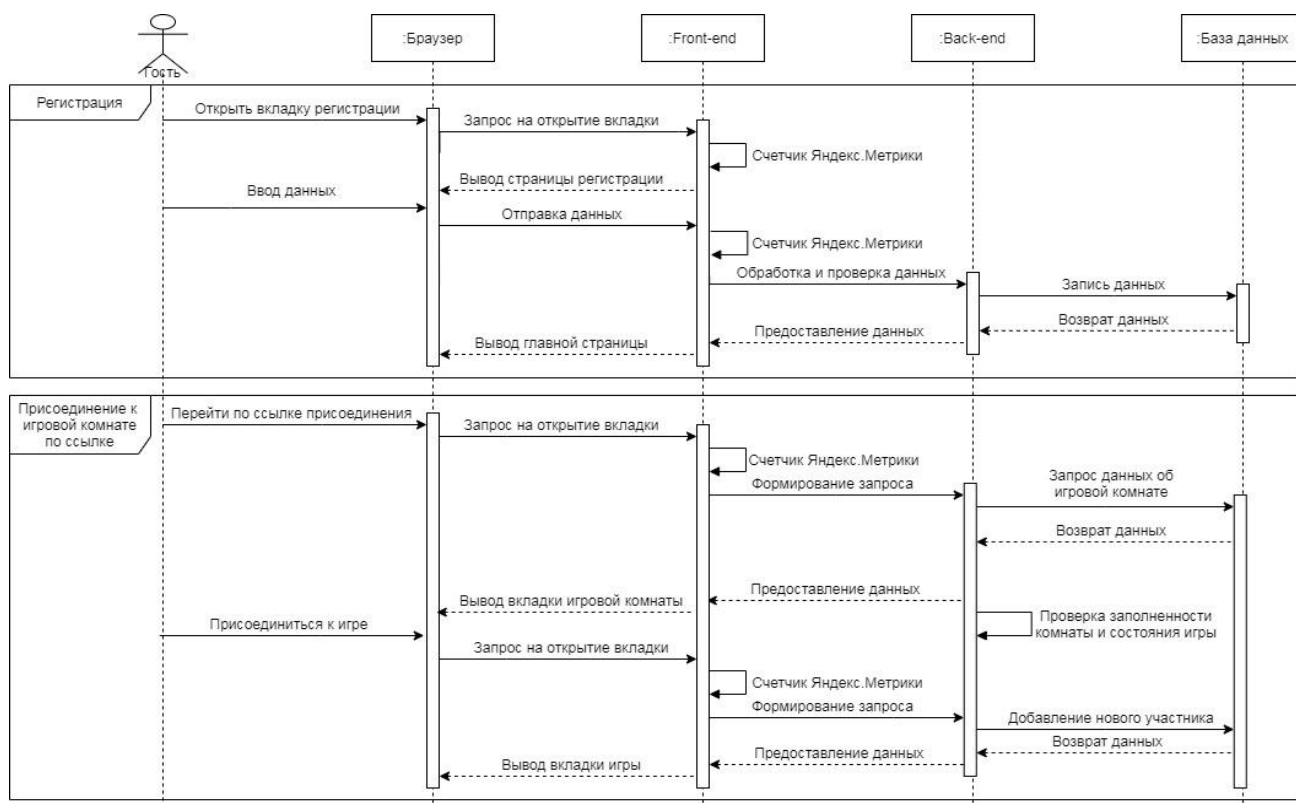 :Браузер
:Front-end
:Back-end
:База данных
Гость
Регистрация
Открыть вкладку регистрации
Запрос на открытие вкладки
Счетчик Яндекс.Метрики
Вывод страницы регистрации
Ввод данных
Отправка данных
Счетчик Яндекс.Метрики
Обработка и проверка данных
Запись данных
Возврат данных
Предоставление данных
Вывод главной страницы
Присоединение к
игровой комнате
по ссылке
Перейти по ссылке присоединения
Запрос на открытие вкладки
Счетчик Яндекс.Метрики
Формирование запроса
Запрос данных об
игровой комнате
Возврат данных
Предоставление данных
Вывод вкладки игровой комнаты
Проверка заполненности
комнаты и состояния игры
Присоединиться к игре
Запрос на открытие вкладки
Счетчик Яндекс.Метрики
Формирование запроса
Добавление нового участника
Возврат данных
Предоставление данных
Вывод вкладки игры